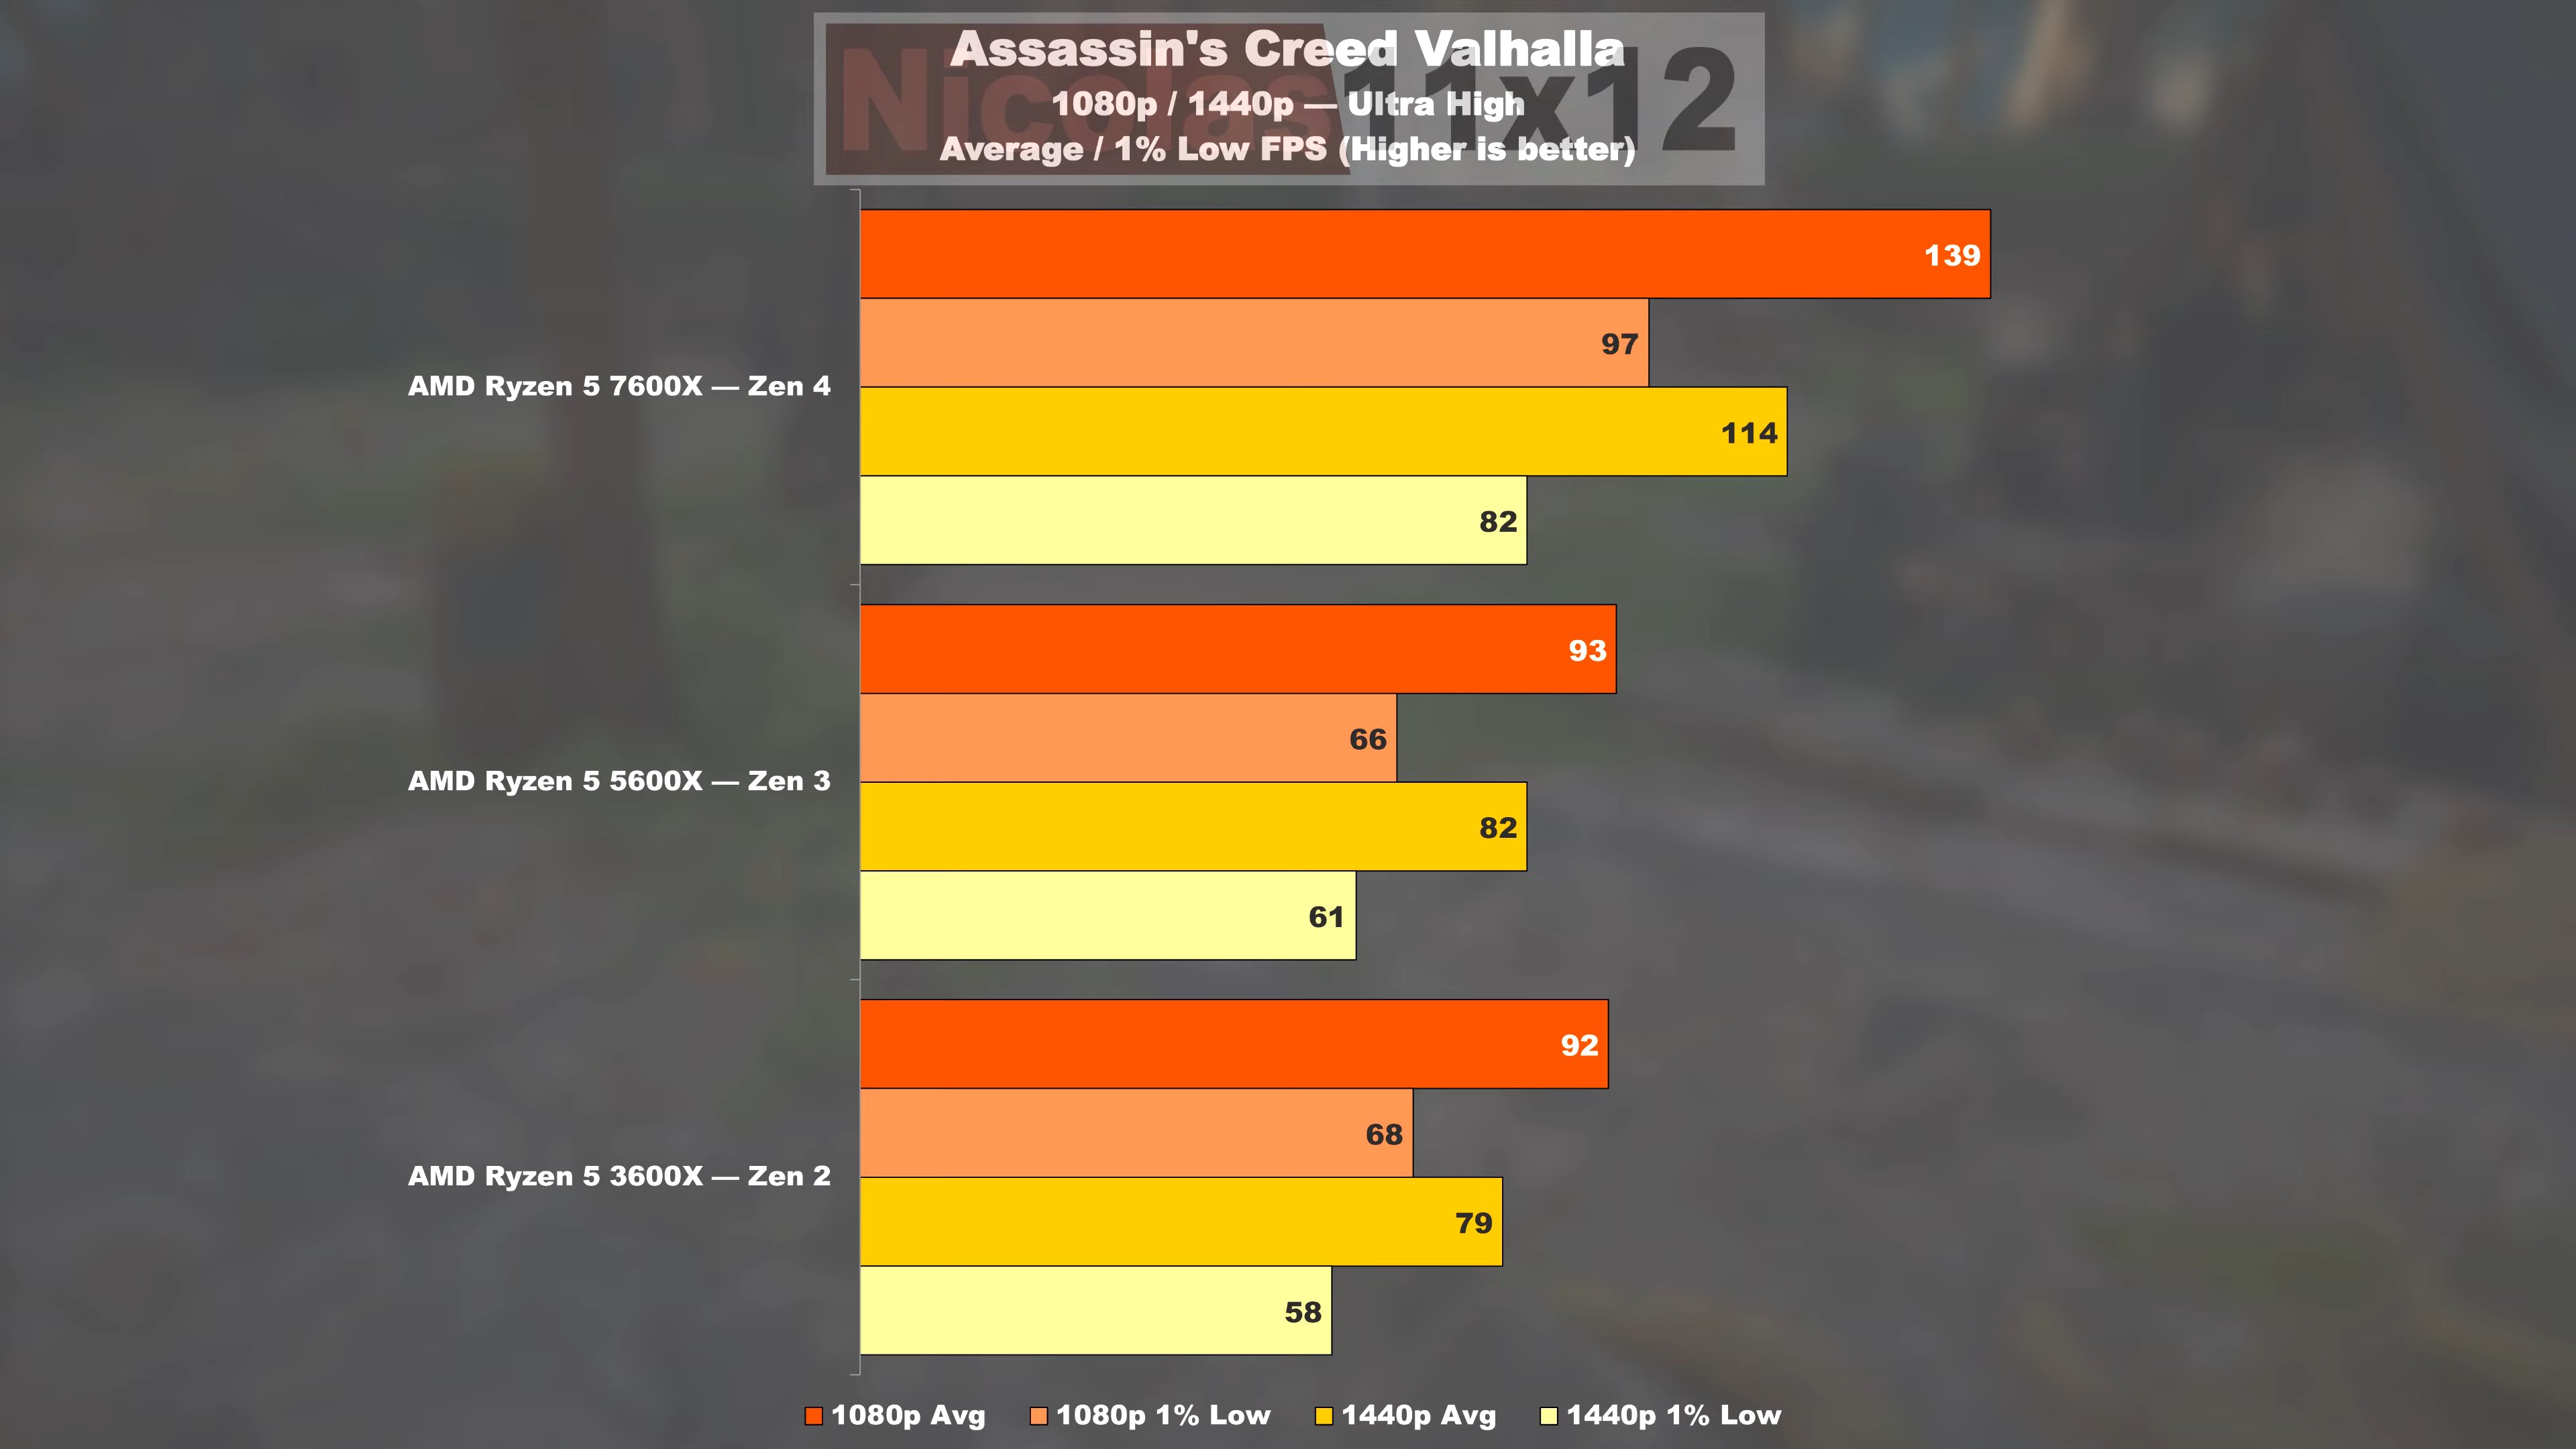 Nicolas11x12
Assassin's Creed Valhalla
1080p / 1440p — Ultra High
Average / 1% Low FPS (Higher is better)
AMD Ryzen 5 7600X — Zen 4
139
97
114
82
AMD Ryzen 5 5600X — Zen 3
93
66
82
61
AMD Ryzen 5 3600X — Zen 2
92
68
79
58
1080p Avg
1080p 1% Low
1440p Avg
1440p 1% Low